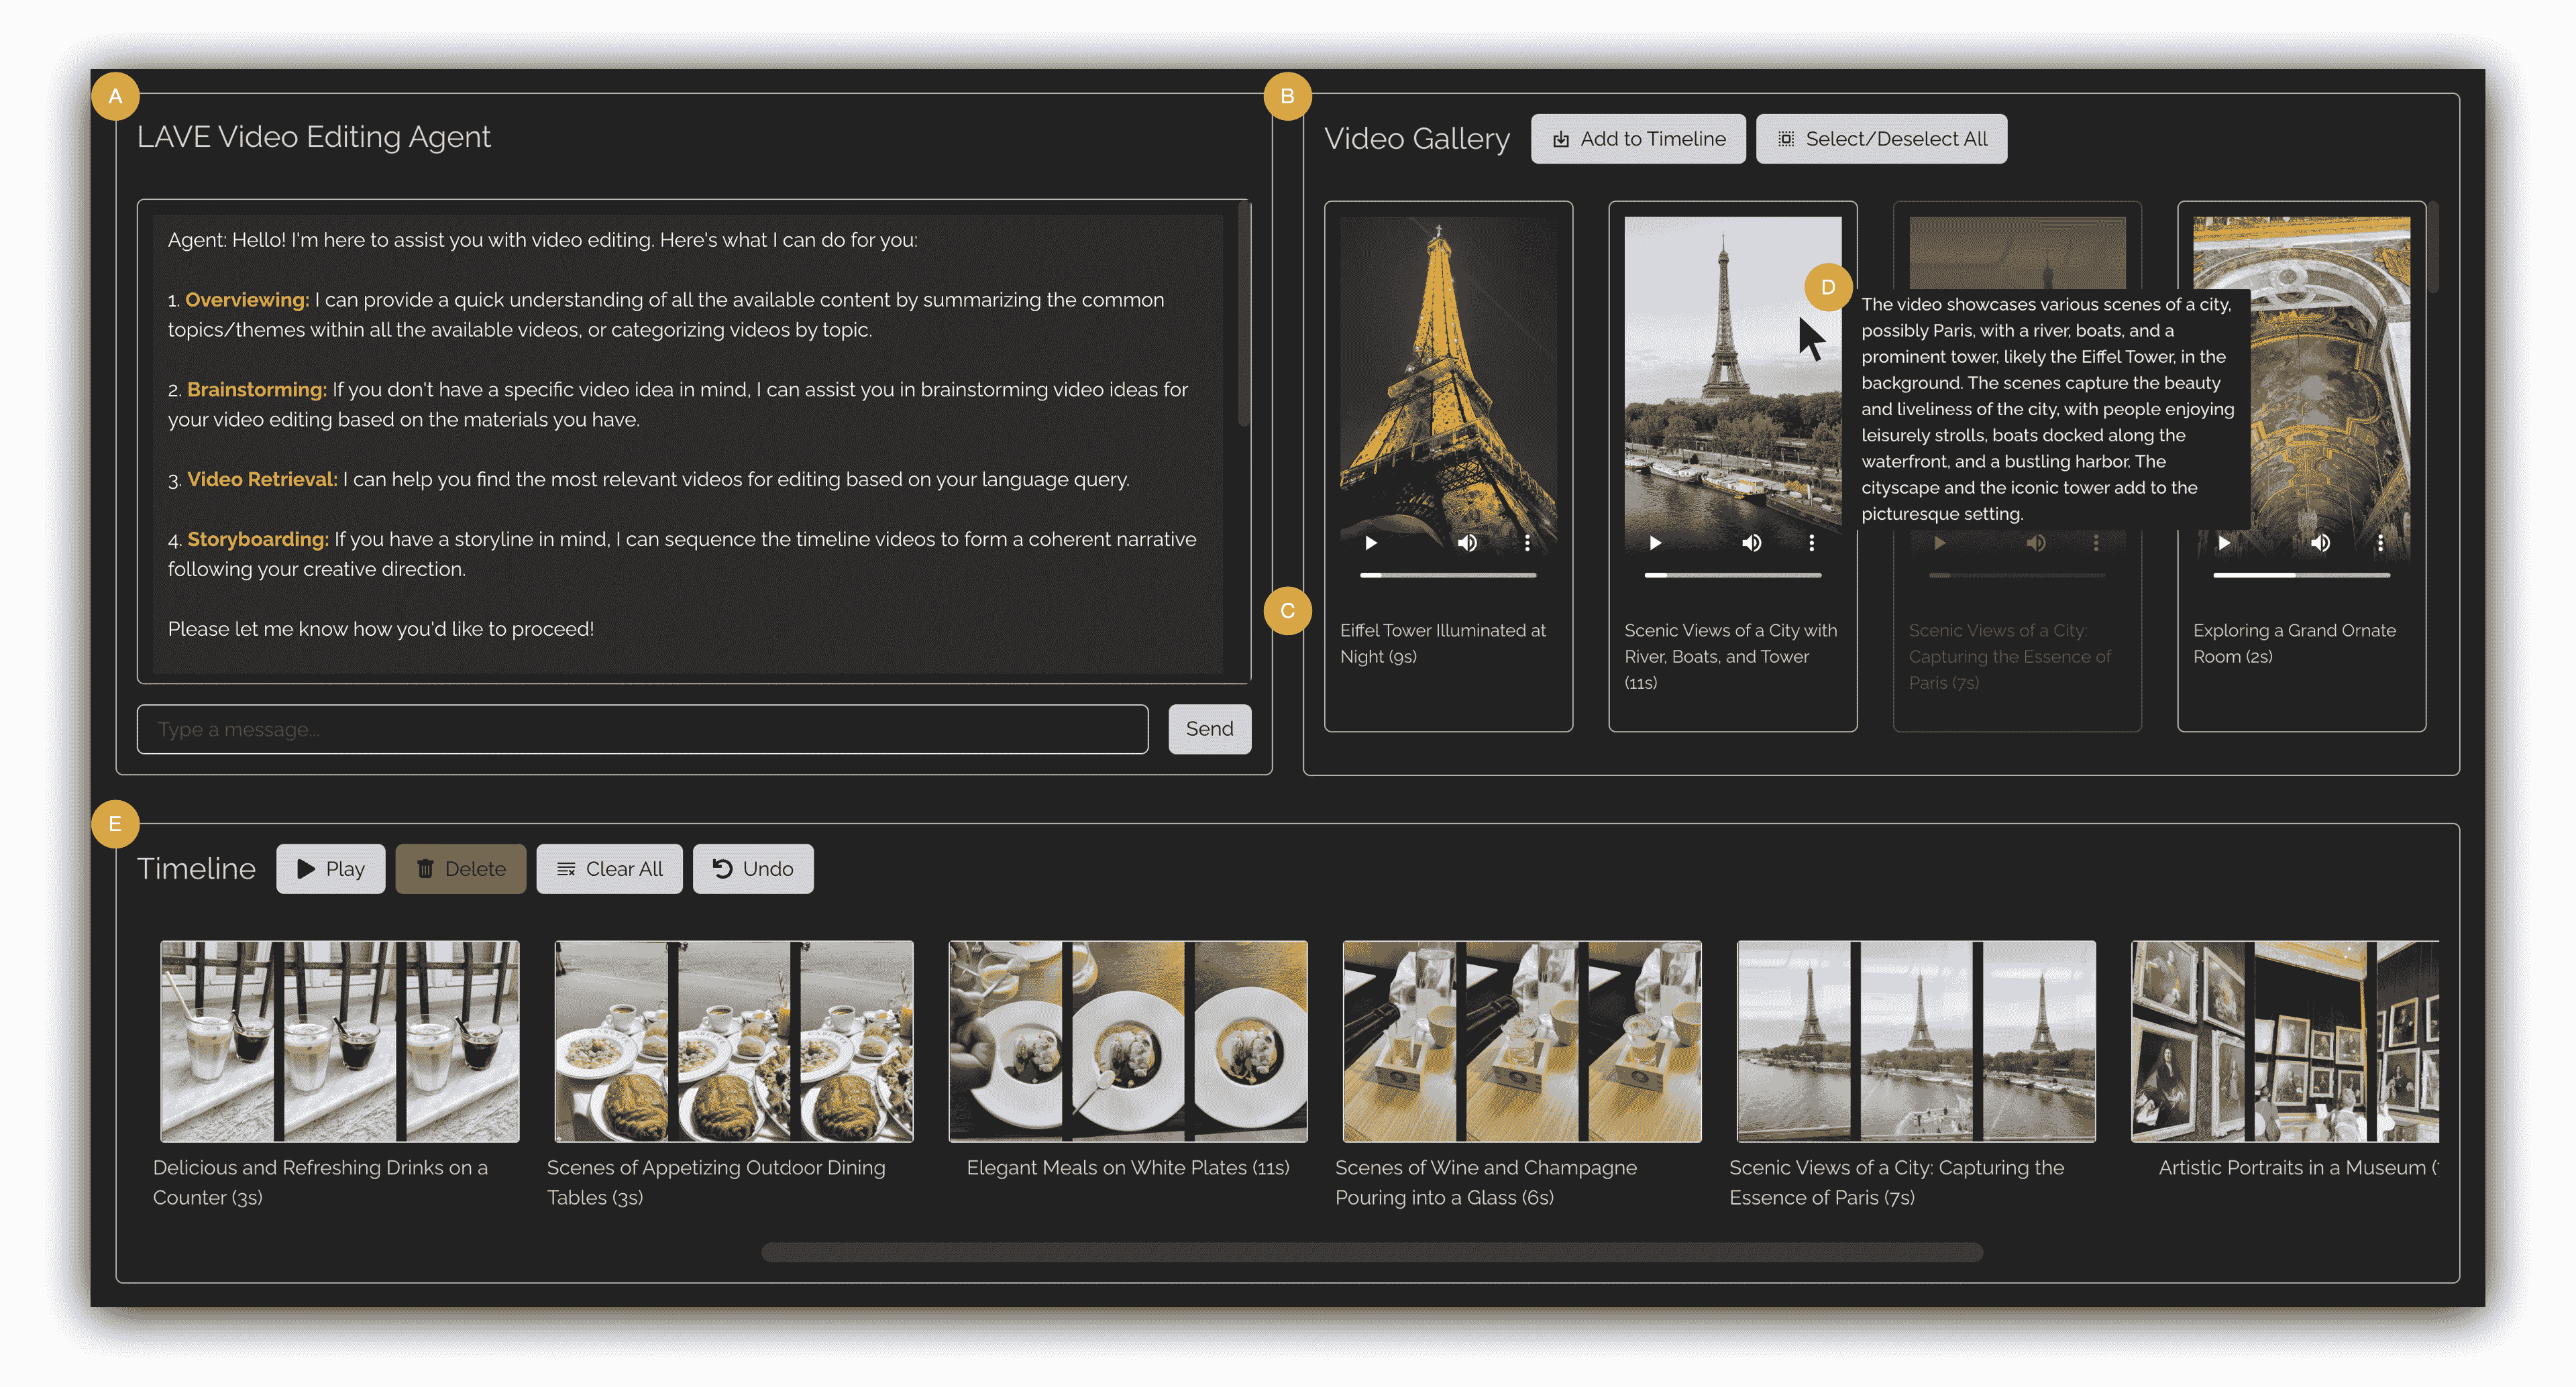 A
LAVE Video Editing Agent
Agent: Hello! I'm here to assist you with video editing. Here's what I can do for you:
1. Overviewing: I can provide a quick understanding of all the available content by summarizing the common
topics/themes within all the available videos, or categorizing videos by topic.
2. Brainstorming: If you don't have a specific video idea in mind, I can assist you in brainstorming video ideas for
your video editing based on the materials you have.
3. Video Retrieval: I can help you find the most relevant videos for editing based on your language query.
4. Storyboarding: If you have a storyline in mind, I can sequence the timeline videos to form a coherent narrative
following your creative direction.
Please let me know how you'd like to proceed!
Type a message...
Send
B
Video Gallery
Add to Timeline
Select/Deselect All
D
The video showcases various scenes of a city,
possibly Paris, with a river, boats, and a
prominent tower, likely the Eiffel Tower, in the
background. The scenes capture the beauty
and liveliness of the city, with people enjoying
leisurely strolls, boats docked along the
waterfront, and a bustling harbor. The
cityscape and the iconic tower add to the
picturesque setting.
C
Eiffel Tower Illuminated at
Night (9s)
Scenic Views of a City with
River, Boats, and Tower
(11s)
Scenic Views of a City:
Capturing the Essence of
Paris (7s)
Exploring a Grand Ornate
Room (2s)
E
Timeline
Play
Delete
Clear All
Undo
Delicious and Refreshing Drinks on a
Counter (3s)
Scenes of Appetizing Outdoor Dining
Tables (3s)
Elegant Meals on White Plates (11s)
Scenes of Wine and Champagne
Pouring into a Glass (6s)
Scenic Views of a City: Capturing the
Essence of Paris (7s)
Artistic Portraits in a Museum (